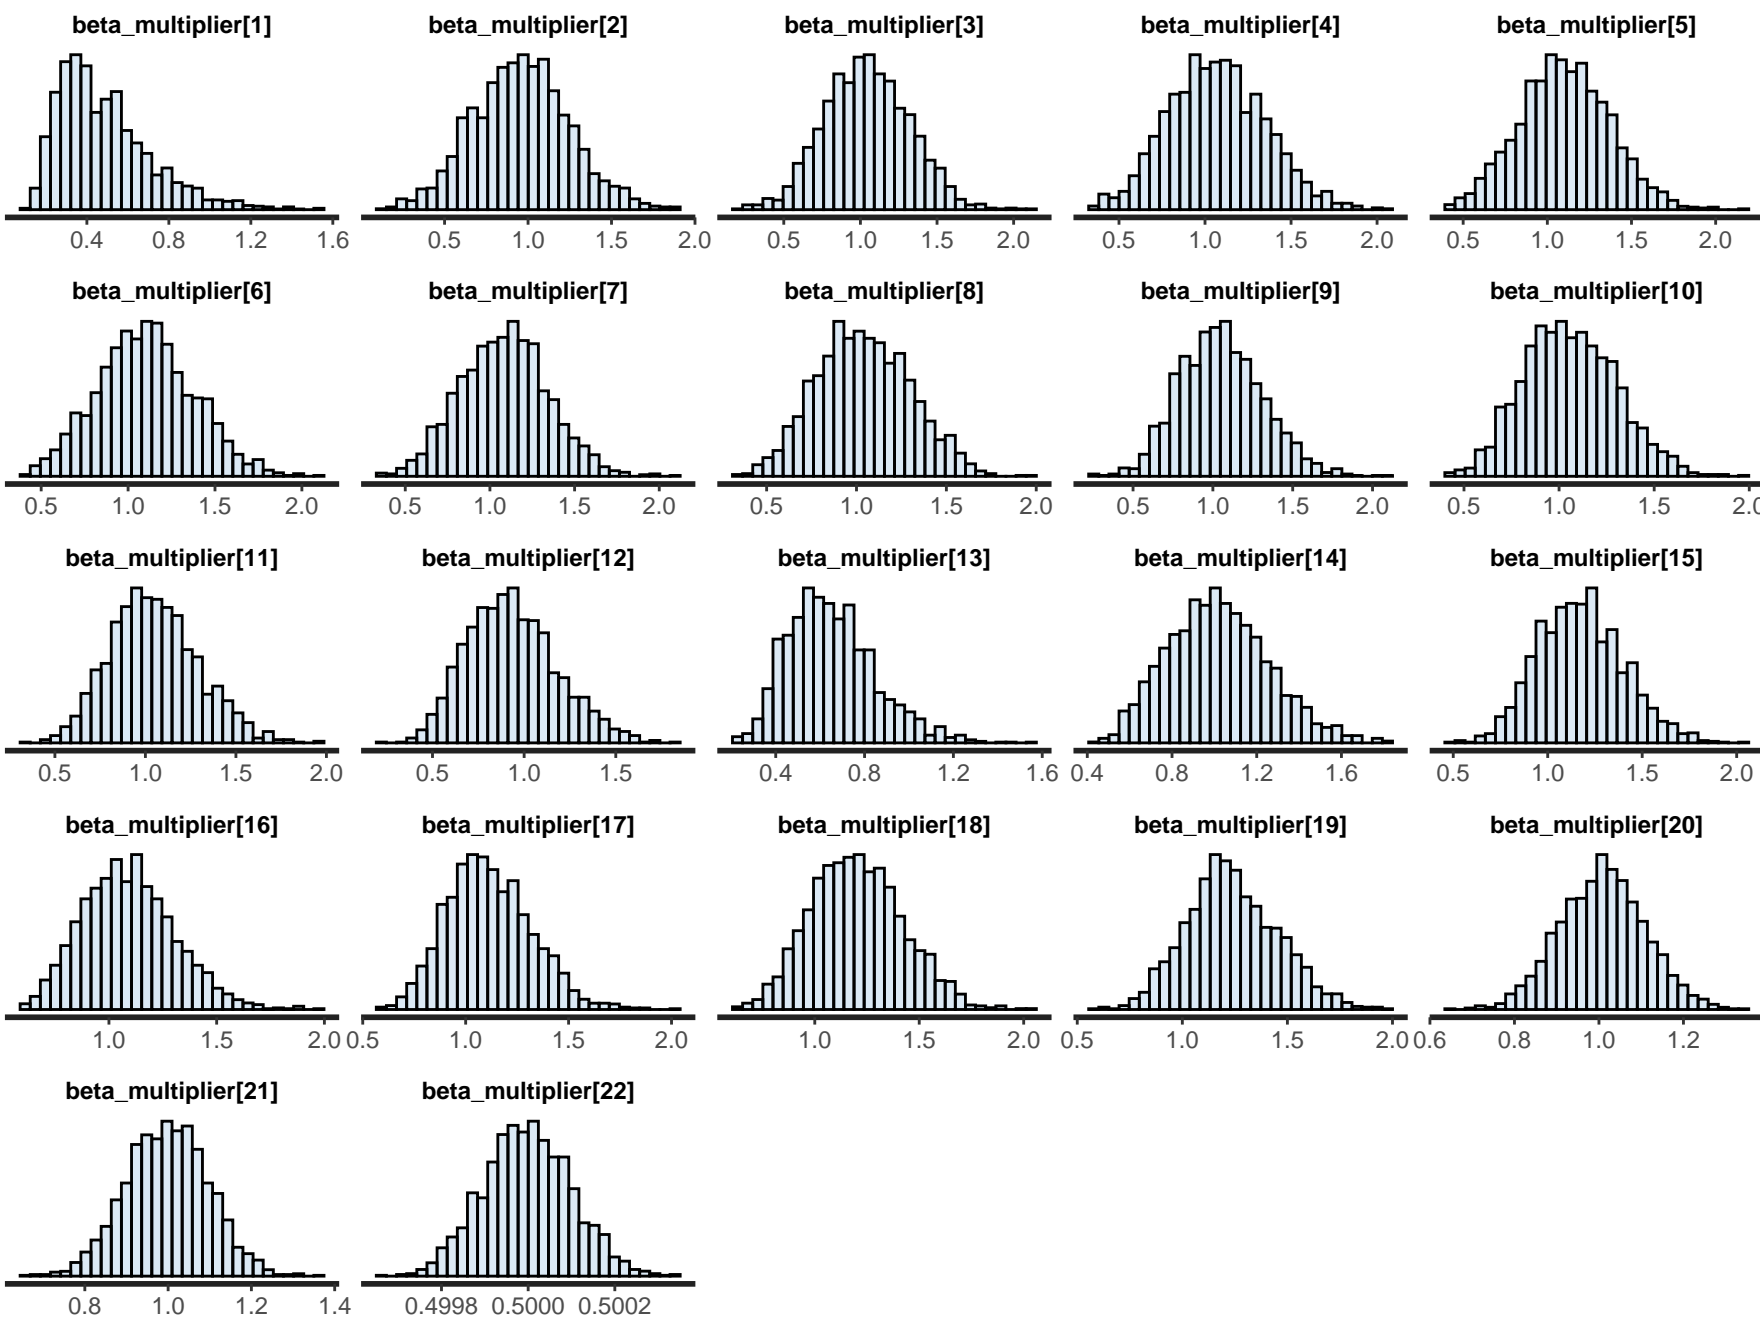 beta_multiplier[1] beta_multiplier[2] beta_multiplier[3] beta_multiplier[4] beta_multiplier[5]
0.4 0.8 1.2 1.6 0.5 1.0 1.5 2.0 0.5 1.0 1.5 2.0 0.5 1.0 1.5 2.0 0.5 1.0 1.5 2.0
beta_multiplier[6] beta_multiplier[7] beta_multiplier[8] beta_multiplier[9] beta_multiplier[10]
0.5 1.0 1.5 2.0 0.5 1.0 1.5 2.0 0.5 1.0 1.5 2.0 0.5 1.0 1.5 2.0 0.5 1.0 1.5 2.0
beta_multiplier[11] beta_multiplier[12] beta_multiplier[13] beta_multiplier[14] beta_multiplier[15]
0.5 1.0 1.5 2.0 0.5 1.0 1.5 0.4 0.8 1.2 1.6 0.4 0.8 1.2 1.6 0.5 1.0 1.5 2.0
beta_multiplier[16] beta_multiplier[17] beta_multiplier[18] beta_multiplier[19] beta_multiplier[20]
1.0 1.5 2.0 0.5 1.0 1.5 2.0 1.0 1.5 2.0 0.5 1.0 1.5 2.0 0.6 0.8 1.0 1.2
beta_multiplier[21] beta_multiplier[22]
0.8 1.0 1.2 1.4 0.4998 0.5000 0.5002